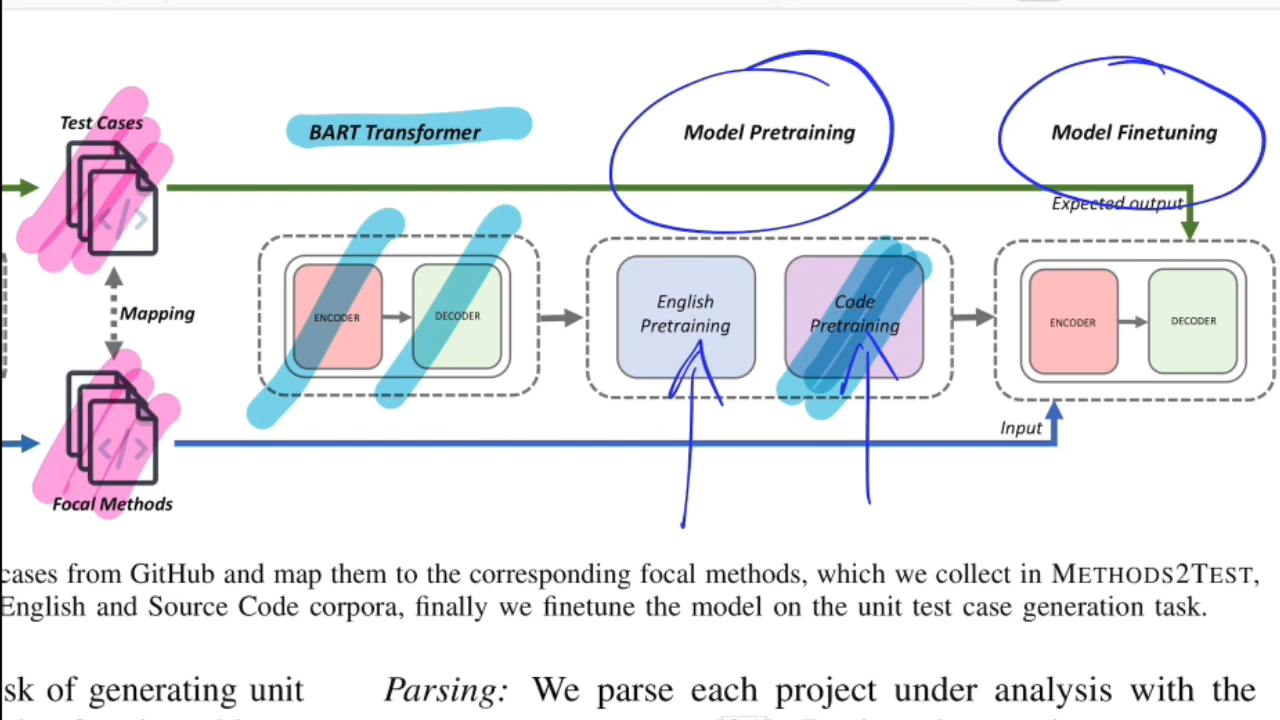 Test Cases
BART Transformer
Model Pretraining
Model Finetuning
Expected output
Mapping
ENCODER
DECODER
English
Pretraining
Code
Pretraining
ENCODER
DECODER
Input
Focal Methods
cases from GitHub and map them to the corresponding focal methods, which we collect in METHODS2TEST,
English and Source Code corpora, finally we finetune the model on the unit test case generation task.
sk of generating unit
Parsing: We parse each project under analysis with the